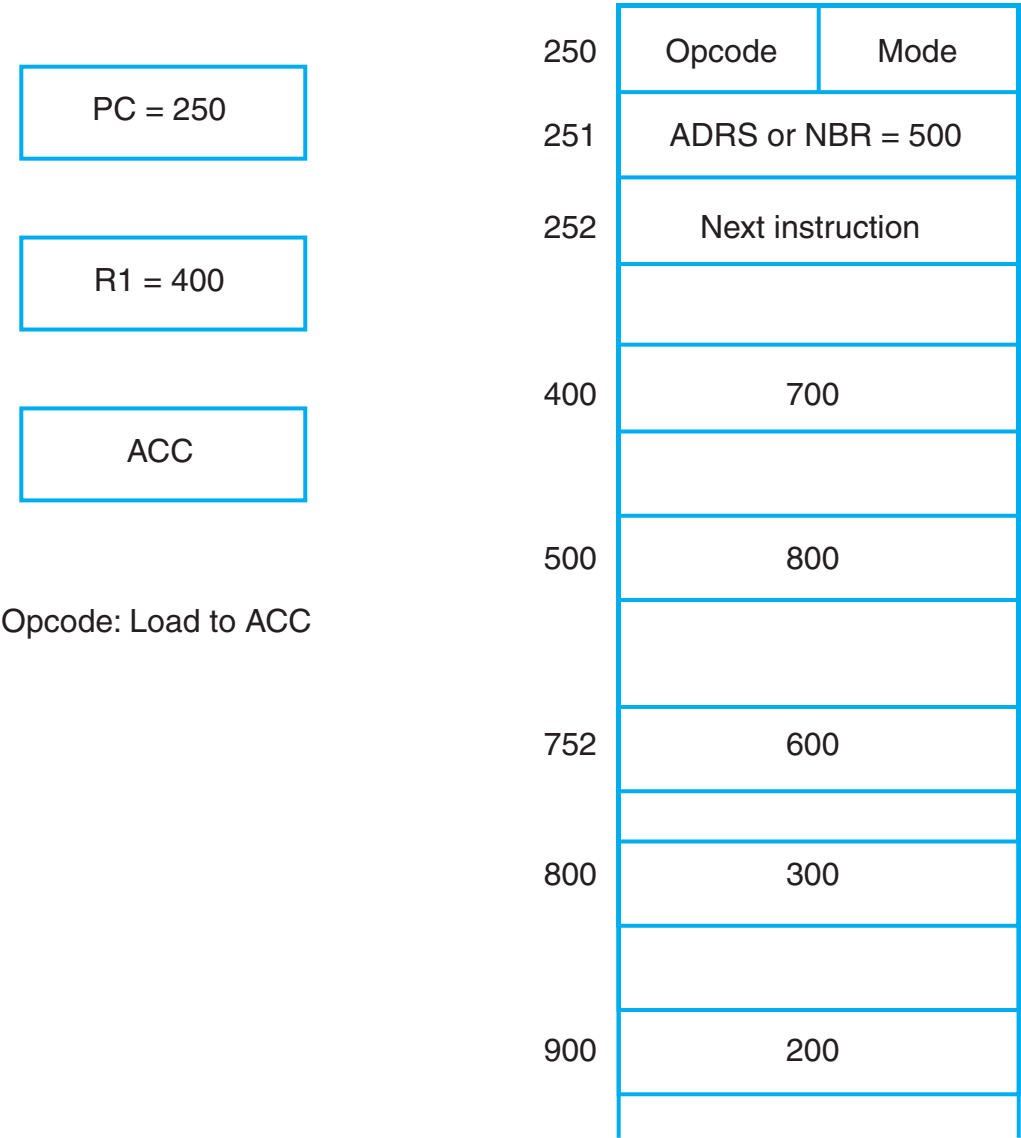 PC = 250
R1 = 400
ACC
Opcode: Load to ACC
250 Opcode Mode
251 ADRS or NBR = 500
252 Next instruction
400 700
500 800
752 600
800 300
900 200